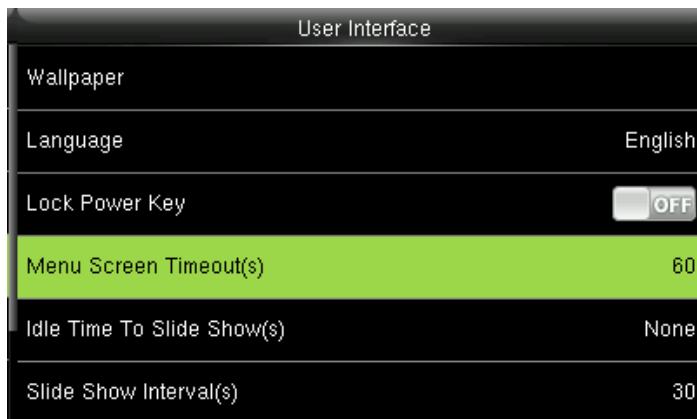 User Interface
Wallpaper
Language English
Lock Power Key OFF
Menu Screen Timeout(s) 60
Idle Time To Slide Show(s) None
Slide Show Interval(s) 30